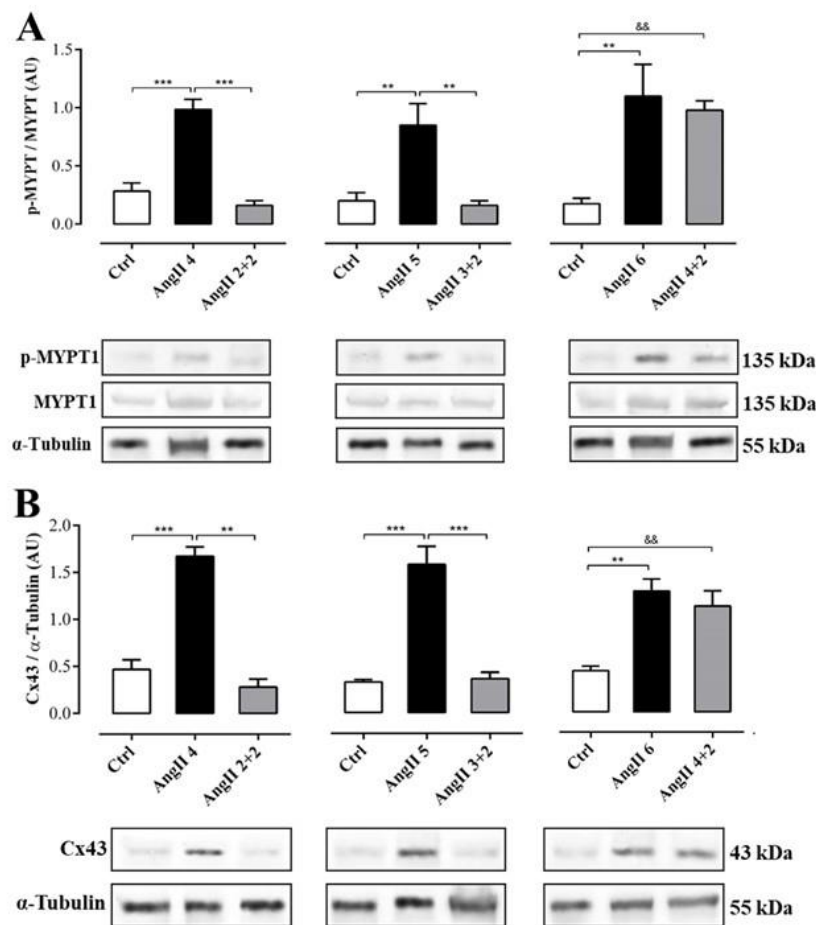 A
p-MYPT / MYPT (AU)
1.5
1.0
0.5
0.0
*** ***
** **
&&
**
Ctrl AngII 4 AngII 2+2
Ctrl AngII 5 AngII 3+2
Ctrl AngII 6 AngII 4+2
p-MYPT1 135 kDa
MYPT1 135 kDa
α-Tubulin 55 kDa
B
Cx43 / α-Tubulin (AU)
2.0
1.5
1.0
0.5
0.0
*** **
*** ***
&&
**
Ctrl AngII 4 AngII 2+2
Ctrl AngII 5 AngII 3+2
Ctrl AngII 6 AngII 4+2
Cx43 43 kDa
α-Tubulin 55 kDa